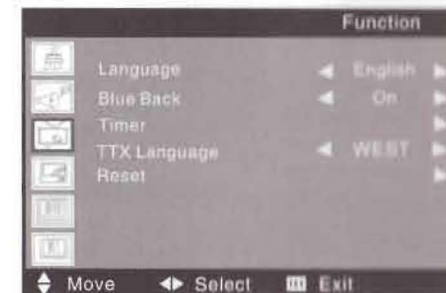 Function
Language English
Blue Back On
Timer
TTX Language WEST
Reset
Move Select Exit